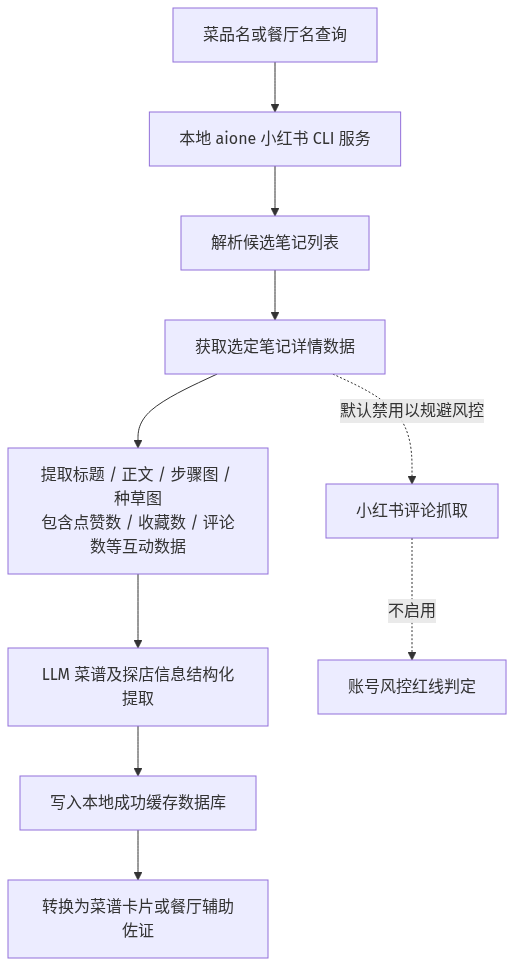 菜品名或餐厅名查询
本地 aione 小红书 CLI 服务
解析候选笔记列表
获取选定笔记详情数据
默认禁用以规避风控
提取标题 / 正文 / 步骤图 /
种草图
包含点赞数 / 收藏数 / 评论
数等互动数据
小红书评论抓取
不启用
LLM 菜谱及探店信息结构化
提取
账号风控红线判定
写入本地成功缓存数据库
转换为菜谱卡片或餐厅辅助
佐证